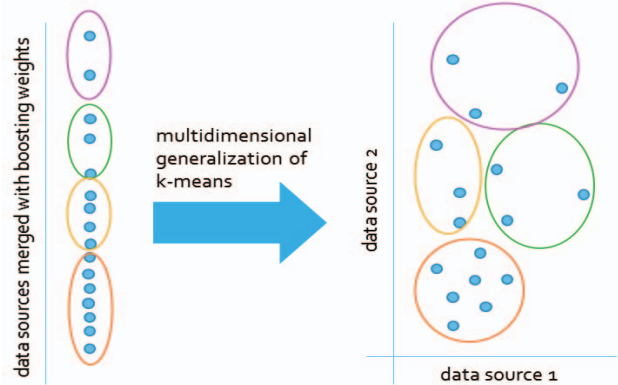 data sources merged with boosting weights
multidimensional
generalization of
k-means
data source 2
data source 1